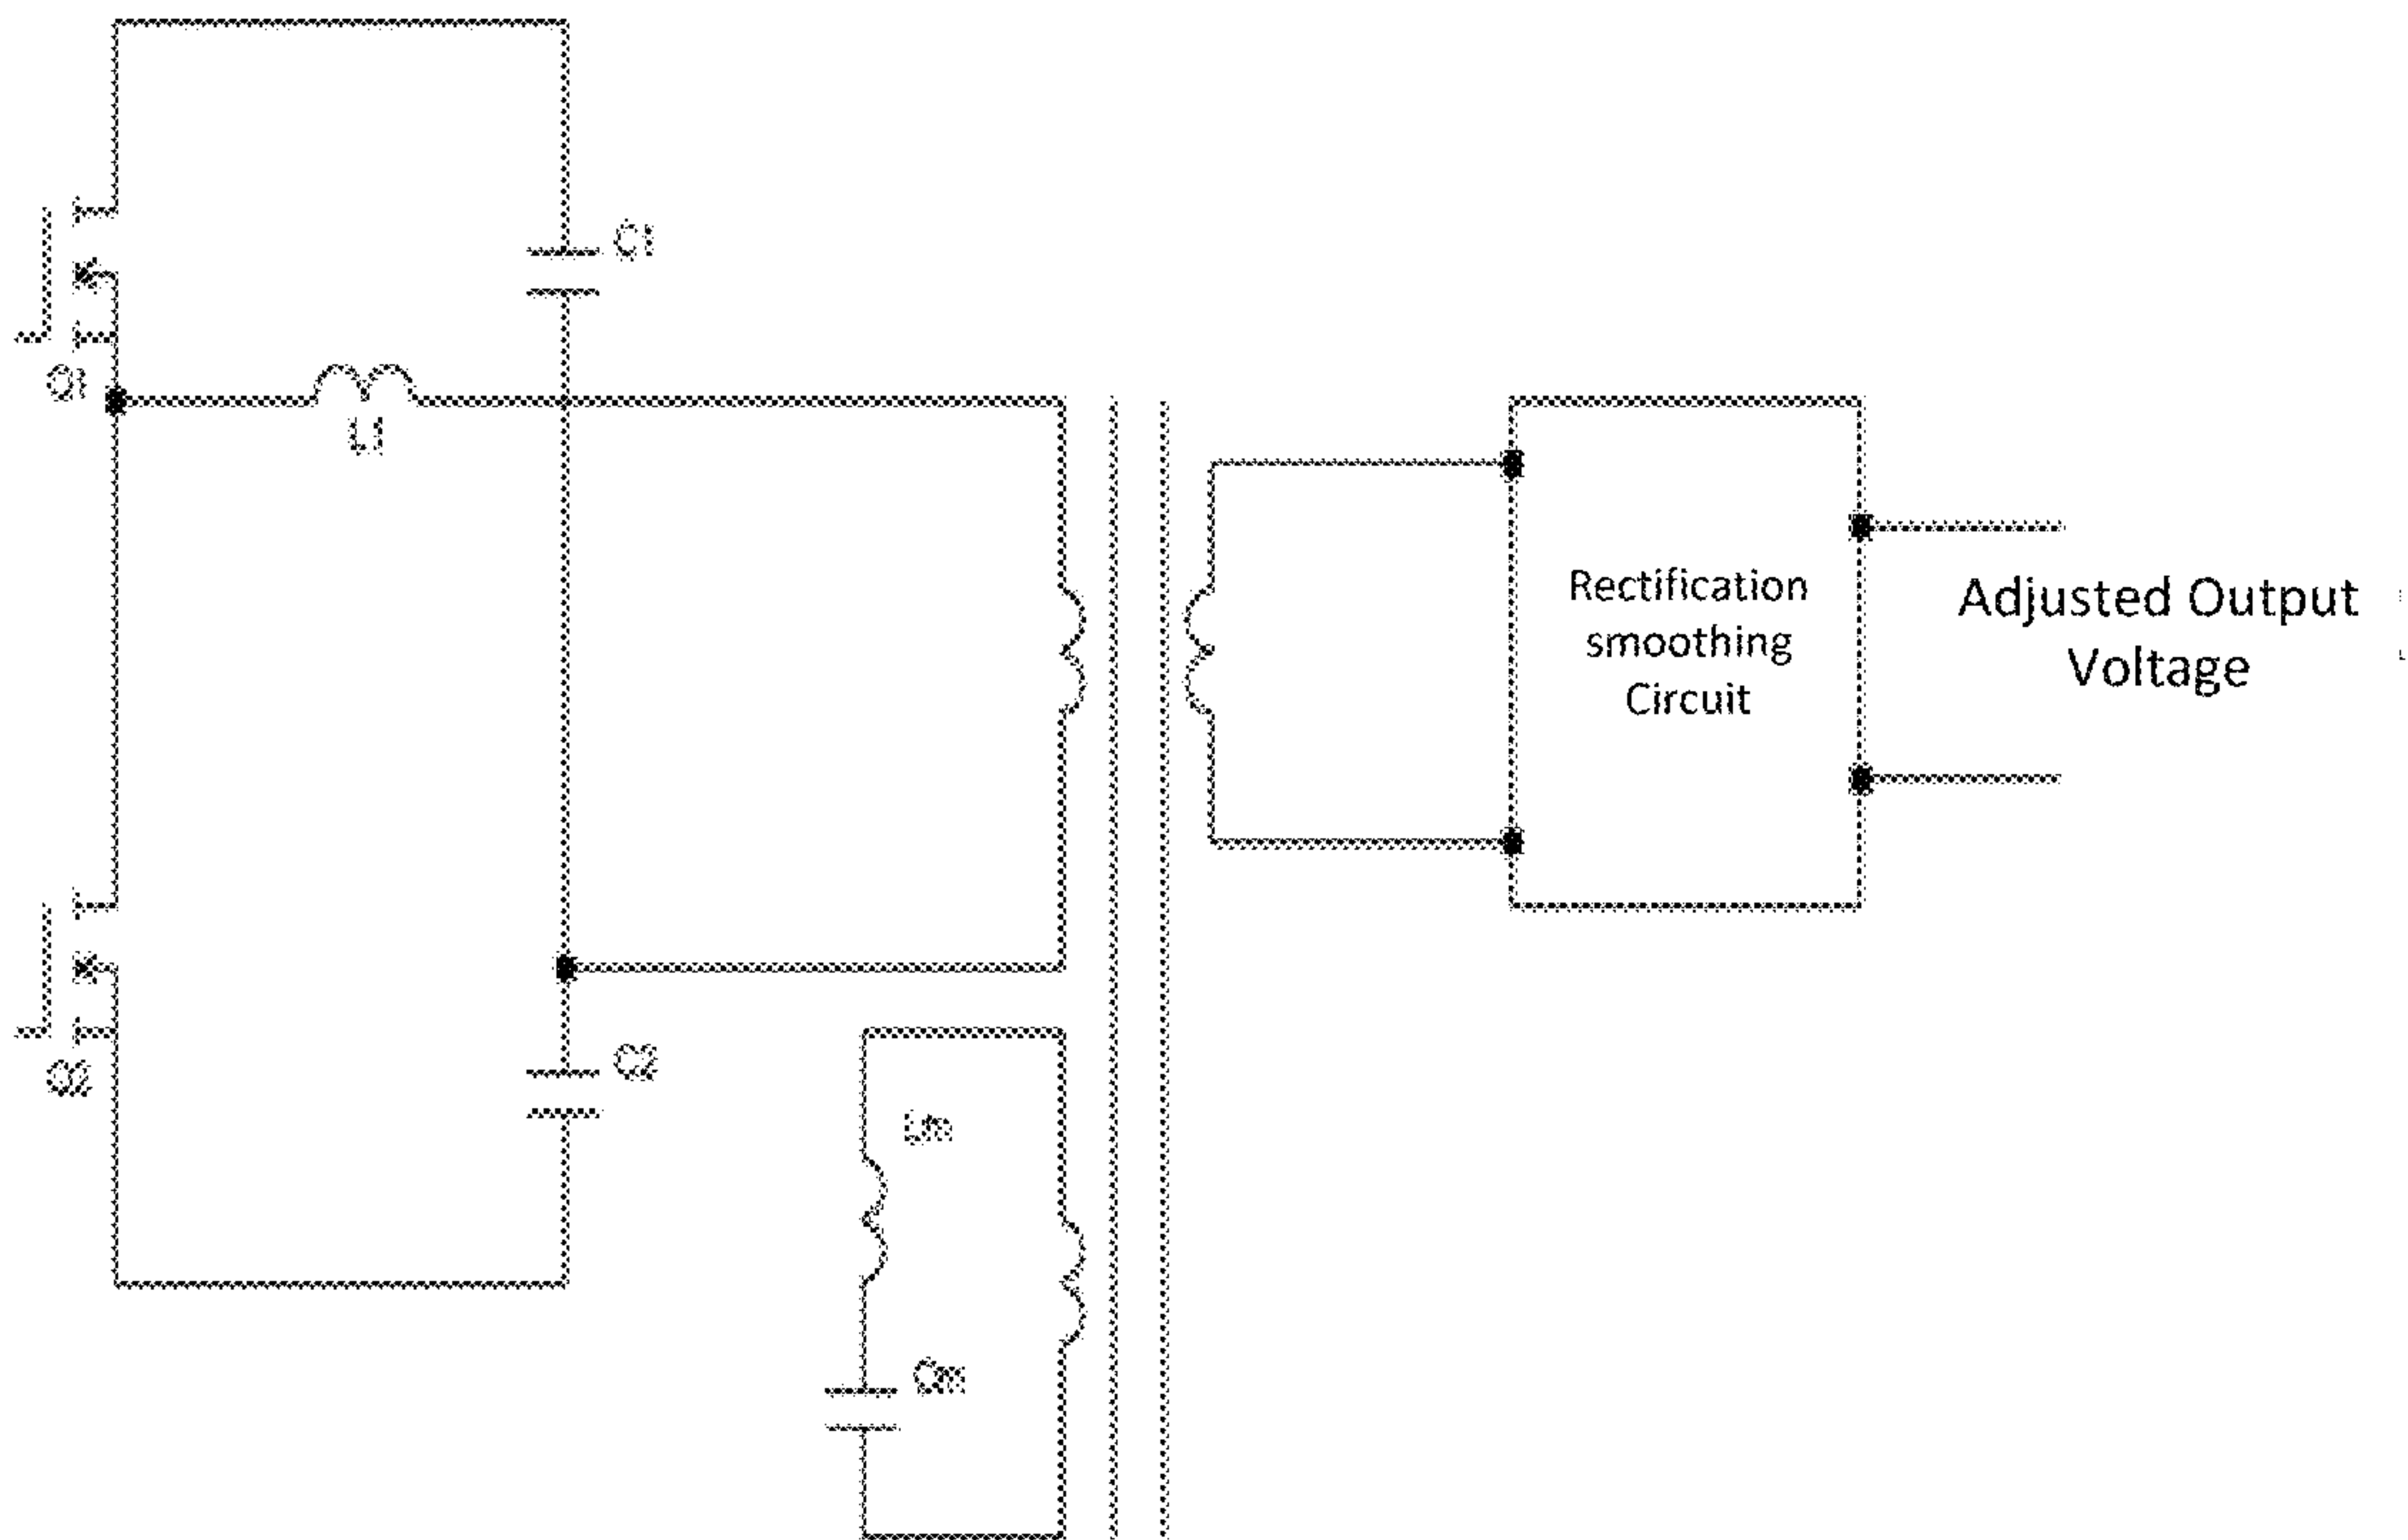 C1
Q1
L1
Rectification
smoothing
Circuit
Adjusted Output
Voltage
C2
Q2
Lm
Cm